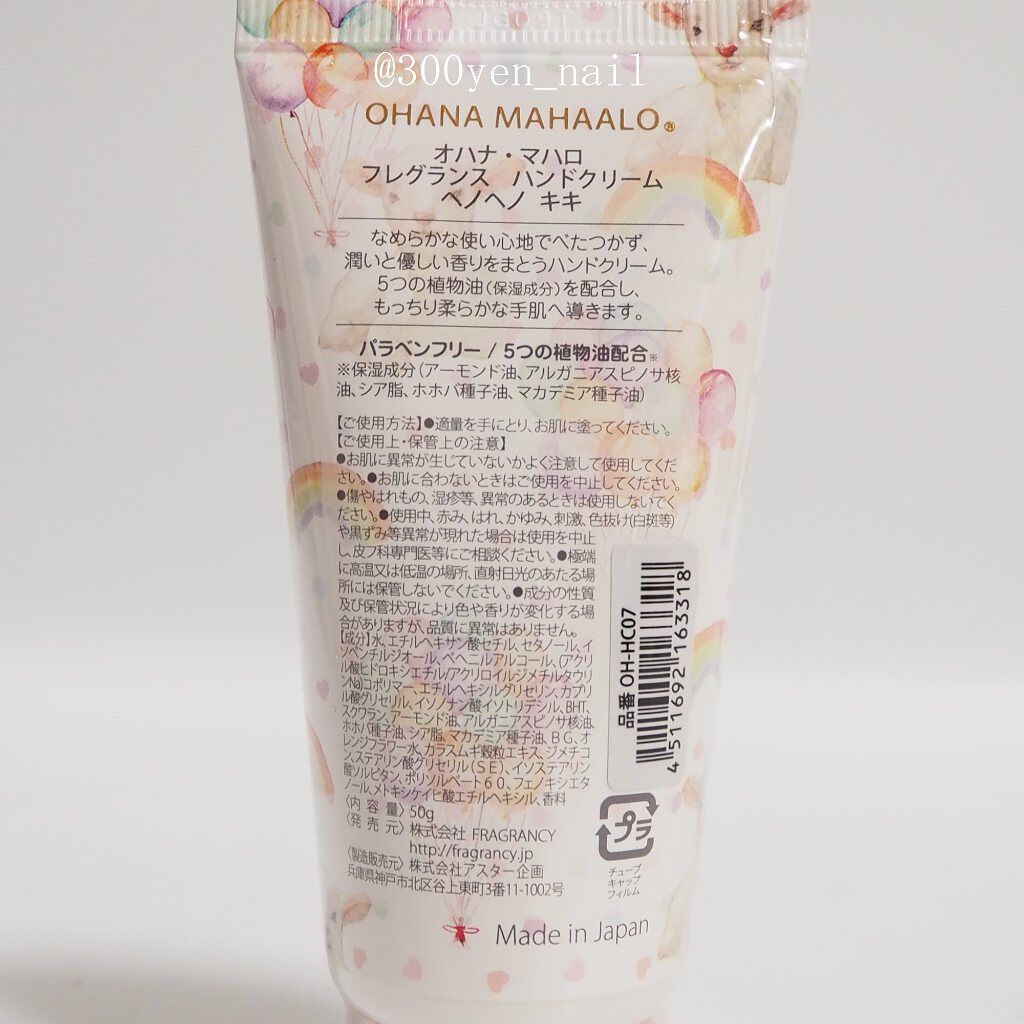 @300yen_nail
OHANA MAHAALO®
オハナ・マハロ
フレグランス ハンドクリーム
ペノヘノ キキ
なめらかな使い心地でべたつかず、
潤いと優しい香りをまとうハンドクリーム。
5つの植物油(保湿成分)を配合し、
もっちり柔らかな手肌へ導きます。
パラベンフリー / 5つの植物油配合※
※保湿成分(アーモンド油、アルガニアスピノサ核
油、シア脂、ホホバ種子油、マカデミア種子油)
【ご使用方法】●適量を手にとり、お肌に塗ってください。
【ご使用上・保管上の注意】
●お肌に異常が生じていないかよく注意して使用してくだ
さい。●お肌に合わないときはご使用を中止してください。
●傷やはれもの、湿疹等、異常のあるときは使用しないでく
ださい。●使用中、赤み、はれ、かゆみ、刺激、色抜け(白斑等)
や黒ずみ等異常が現れた場合は使用を中止
し、皮フ科専門医等にご相談ください。●極端
に高温又は低温の場所、直射日光のあたる場
所には保管しないでください。●成分の性質
及び保管状況により色や香りが変化する場
合がありますが、品質に異常はありません。
【成分】水、エチルヘキサン酸セチル、セタノール、イ
ソペンチルジオール、ベヘニルアルコール、(アクリ
ル酸ヒドロキシエチル/アクリロイルジメチルタウリ
ンNa)コポリマー、エチルヘキシルグリセリン、カプリ
ル酸グリセリル、イソノナン酸イソトリデシル、BHT、
スクワラン、アーモンド油、アルガニアスピノサ核油、
ホホバ種子油、シア脂、マカデミア種子油、BG、オ
レンジフラワー水、カラスムギ穀粒エキス、ジメチコ
ン、ステアリン酸グリセリル(SE)、イソステアリン
酸ソルビタン、ポリソルベート60、フェノキシエタ
ノール、メトキシケイヒ酸エチルヘキシル、香料
〈内容量〉50g
〈発売元〉株式会社 FRAGRANCY
http://fragrancy.jp
〈製造販売元〉株式会社アスター企画
兵庫県神戸市北区谷上東町3番11-1002号
品番 OH-HC07
4 511692 163318
プラ
チューブ
キャップ
フィルム
Made in Japan